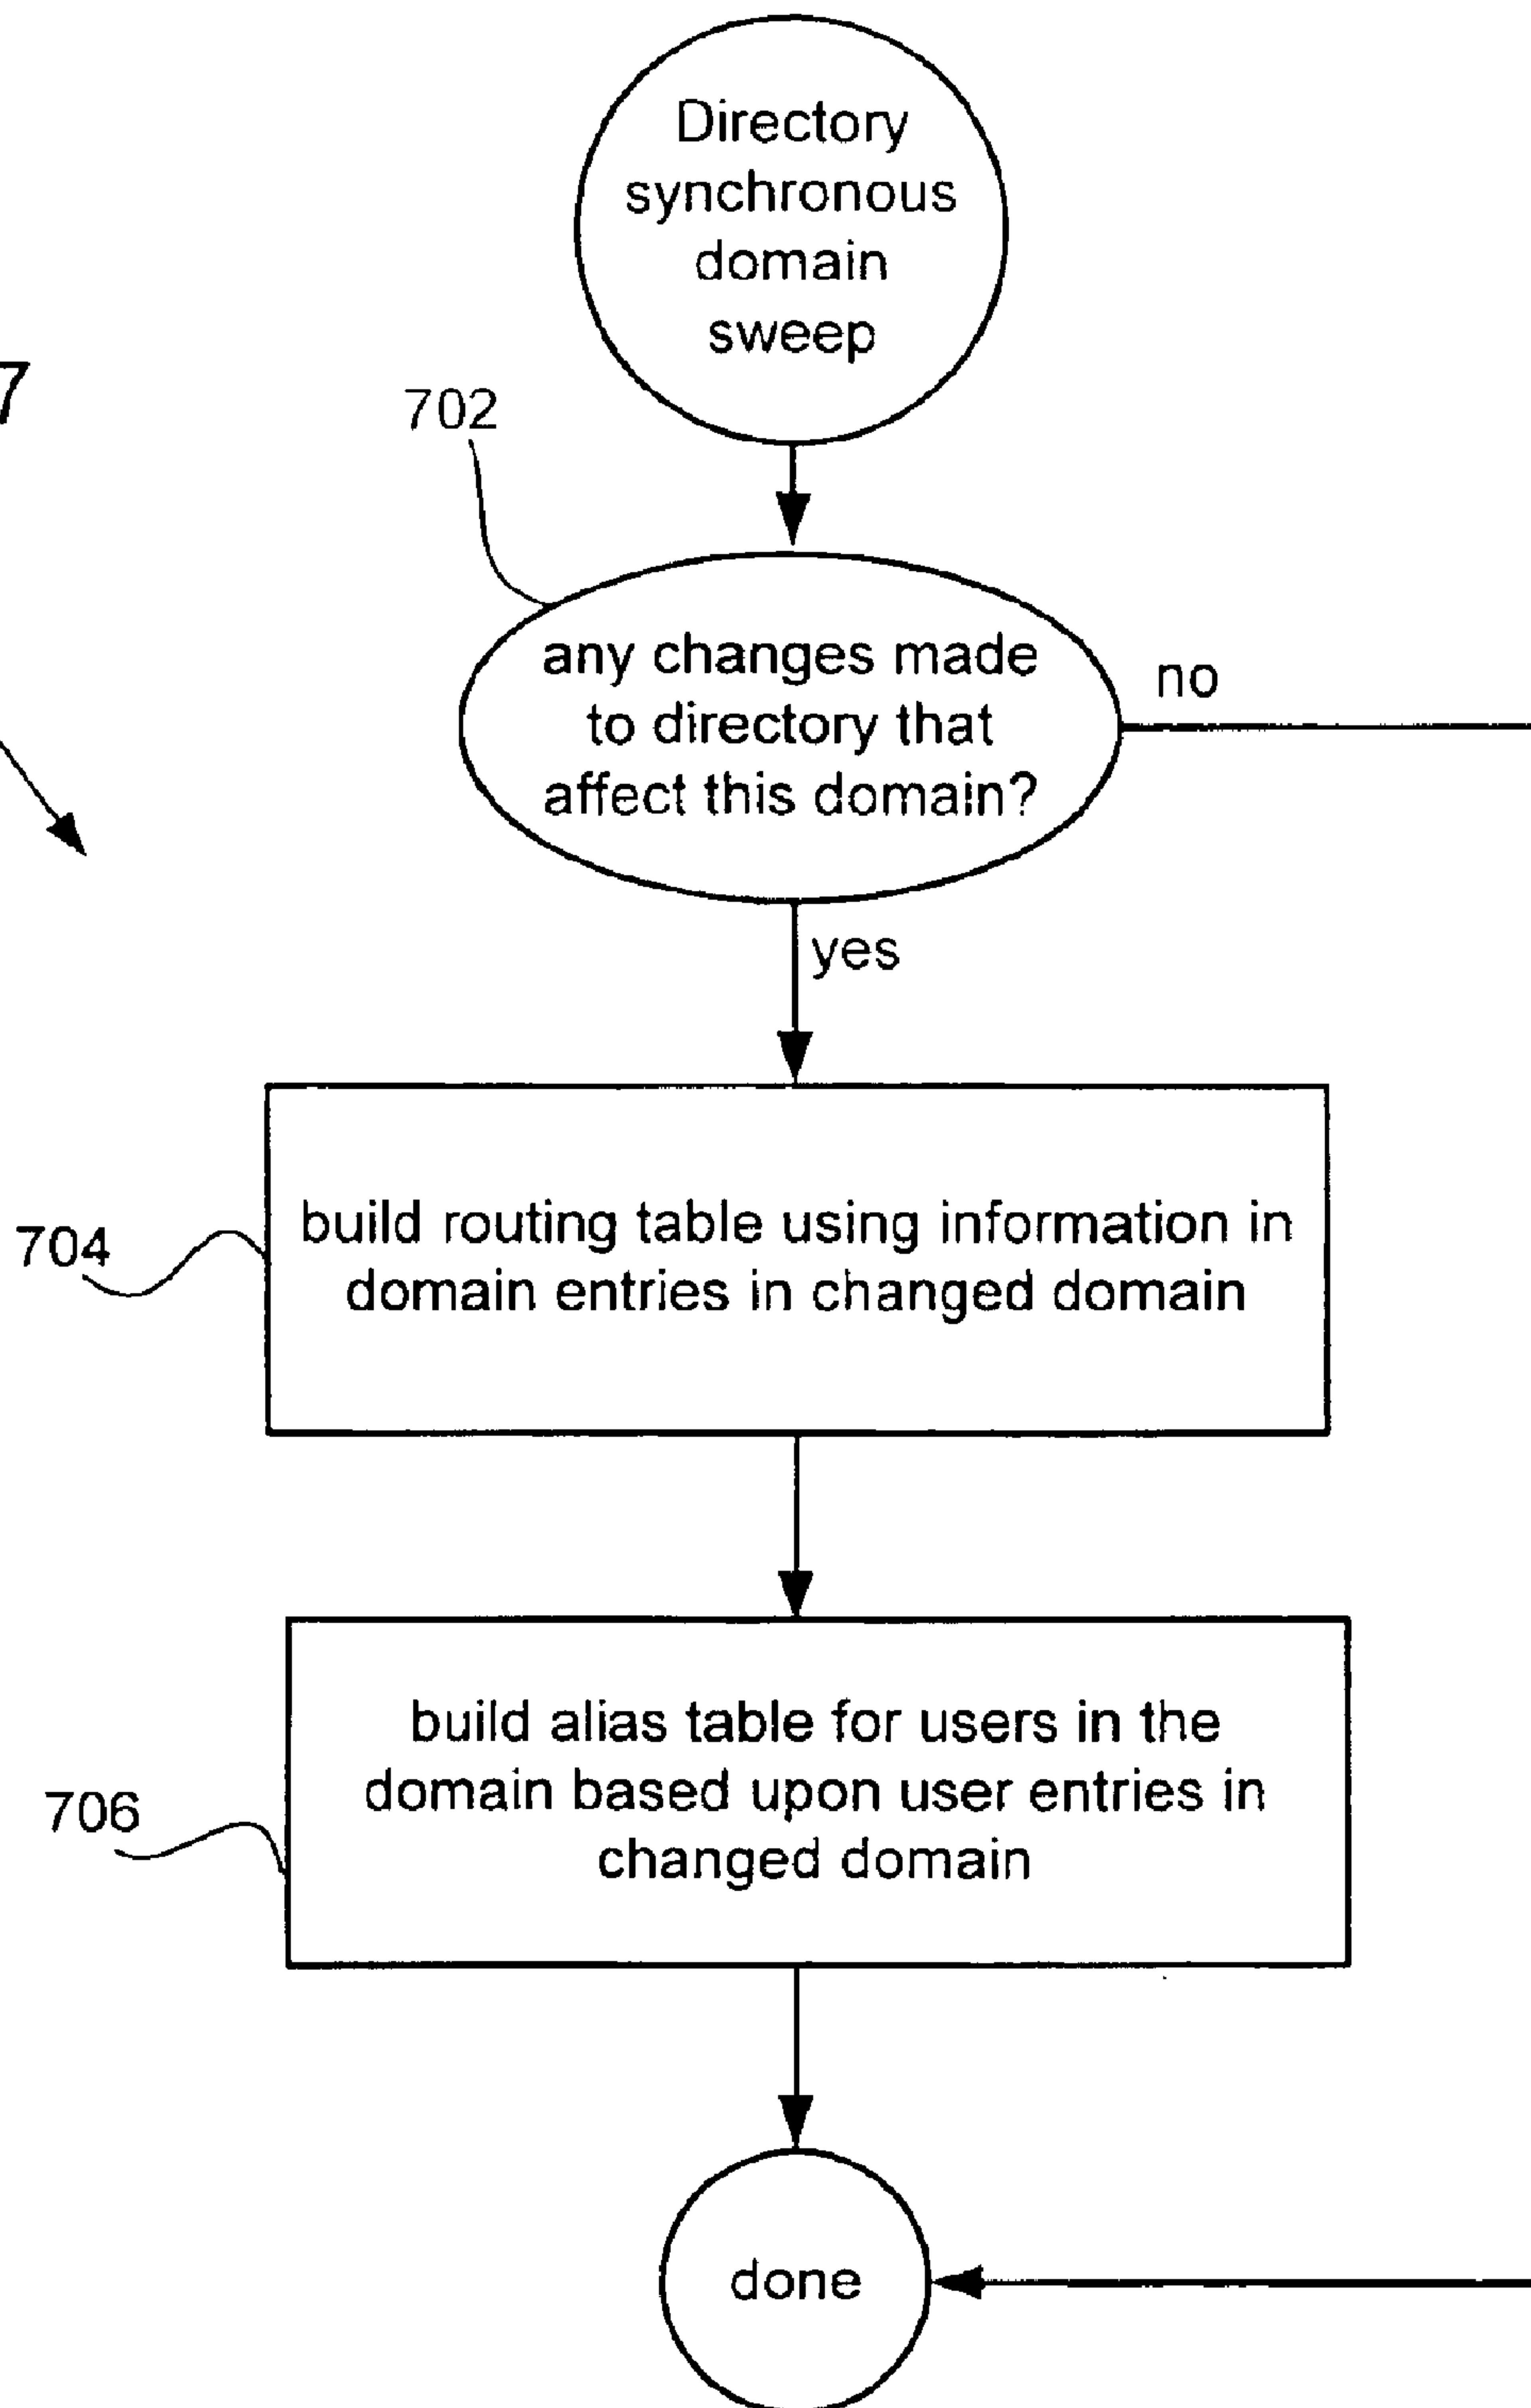 Directory
synchronous
domain
sweep
7
702
any changes made
to directory that
affect this domain?
no
yes
704
build routing table using information in
domain entries in changed domain
706
build alias table for users in the
domain based upon user entries in
changed domain
done